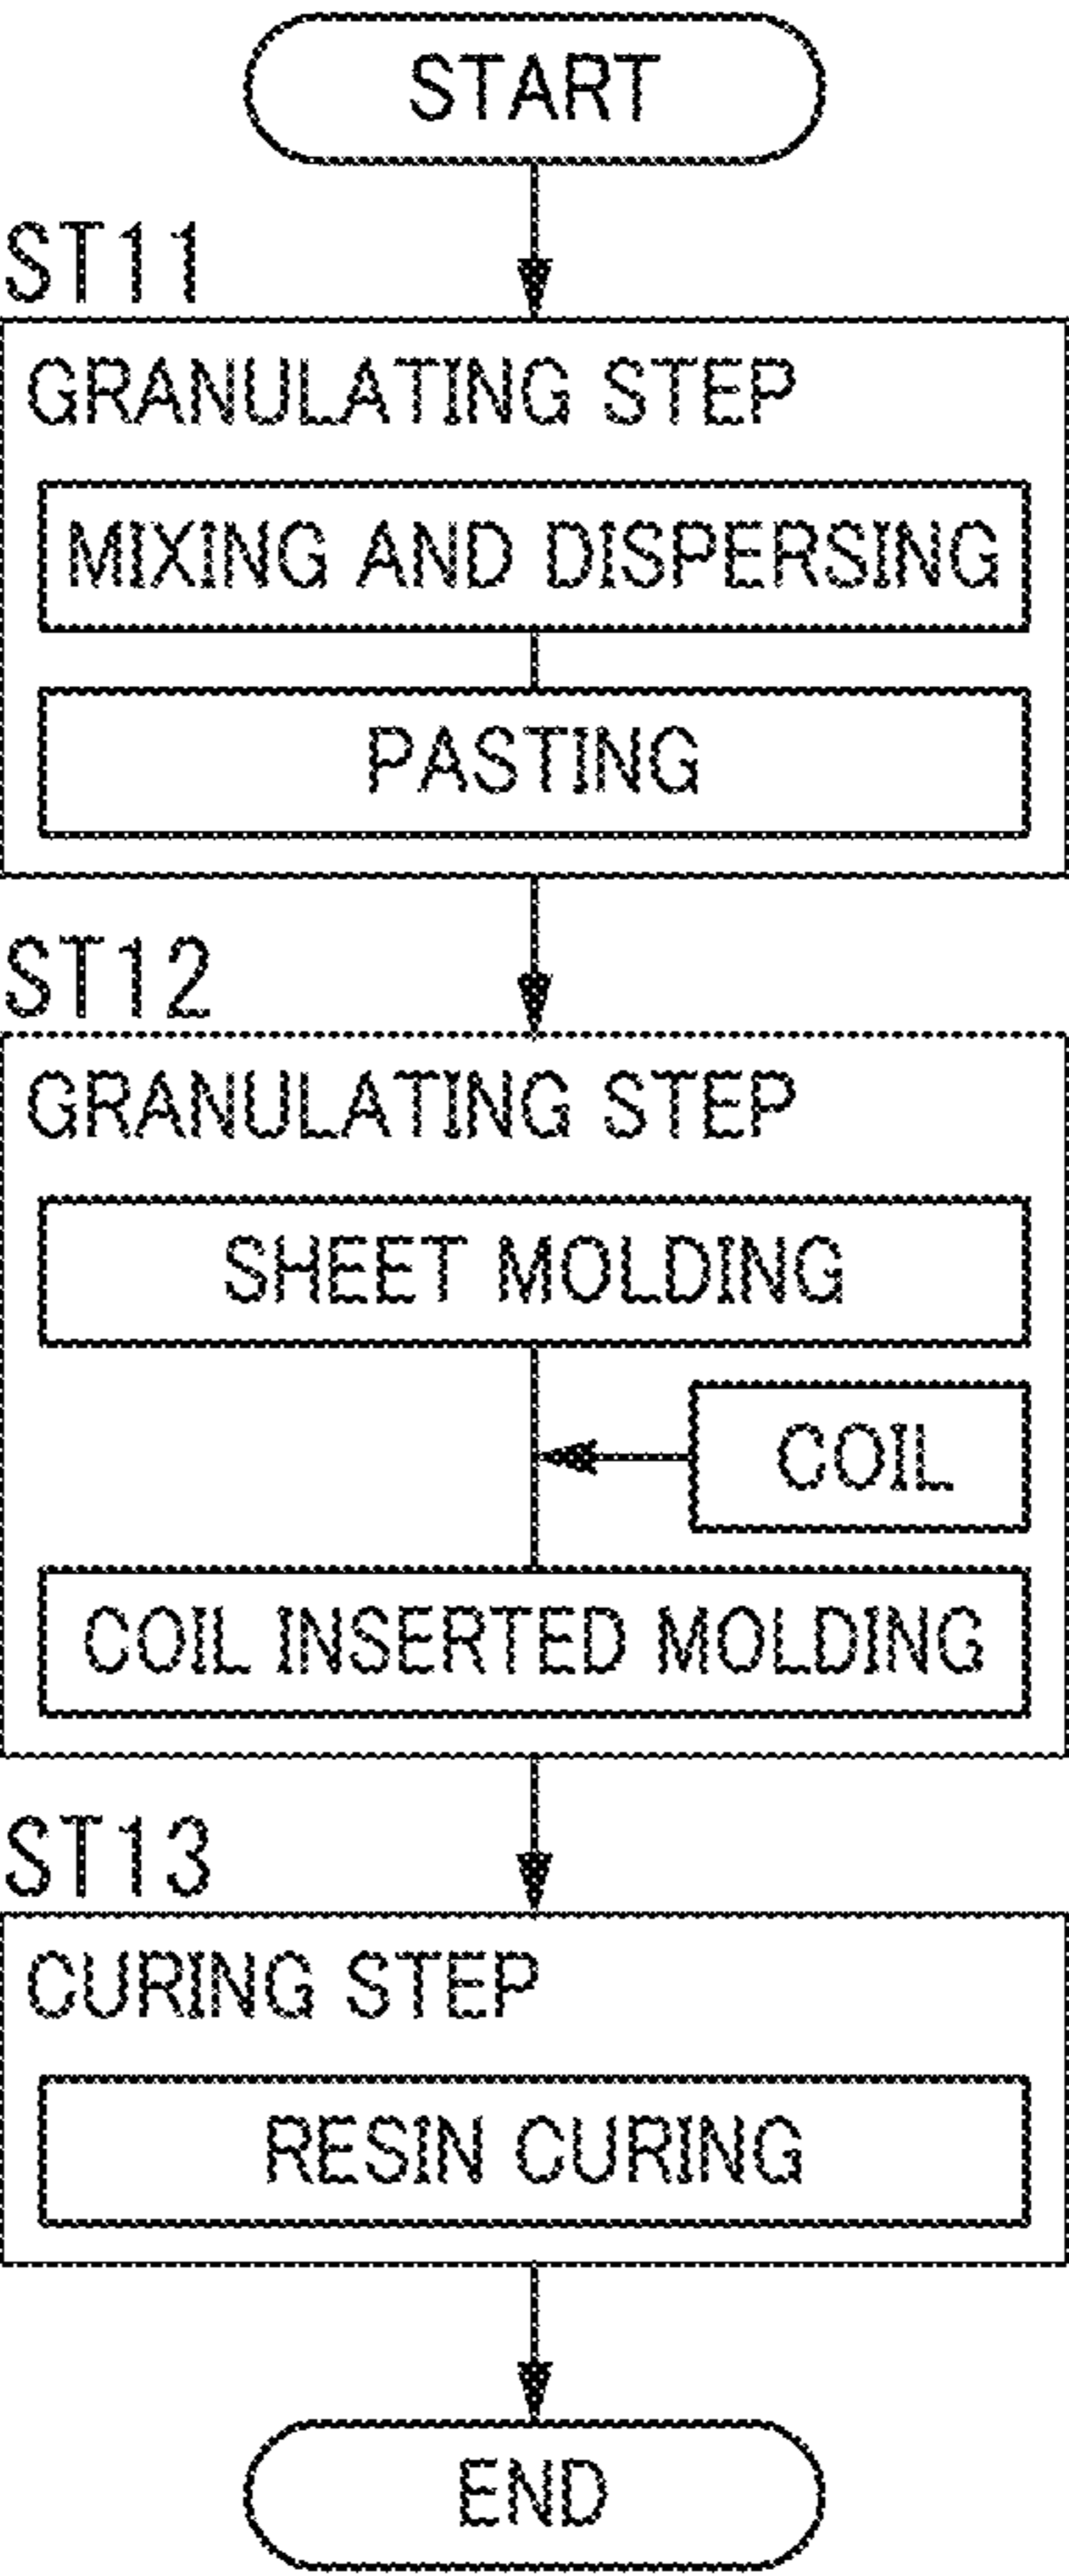 START
ST11
GRANULATING STEP
MIXING AND DISPERSING
PASTING
ST12
GRANULATING STEP
SHEET MOLDING
COIL
COIL INSERTED MOLDING
ST13
CURING STEP
RESIN CURING
END